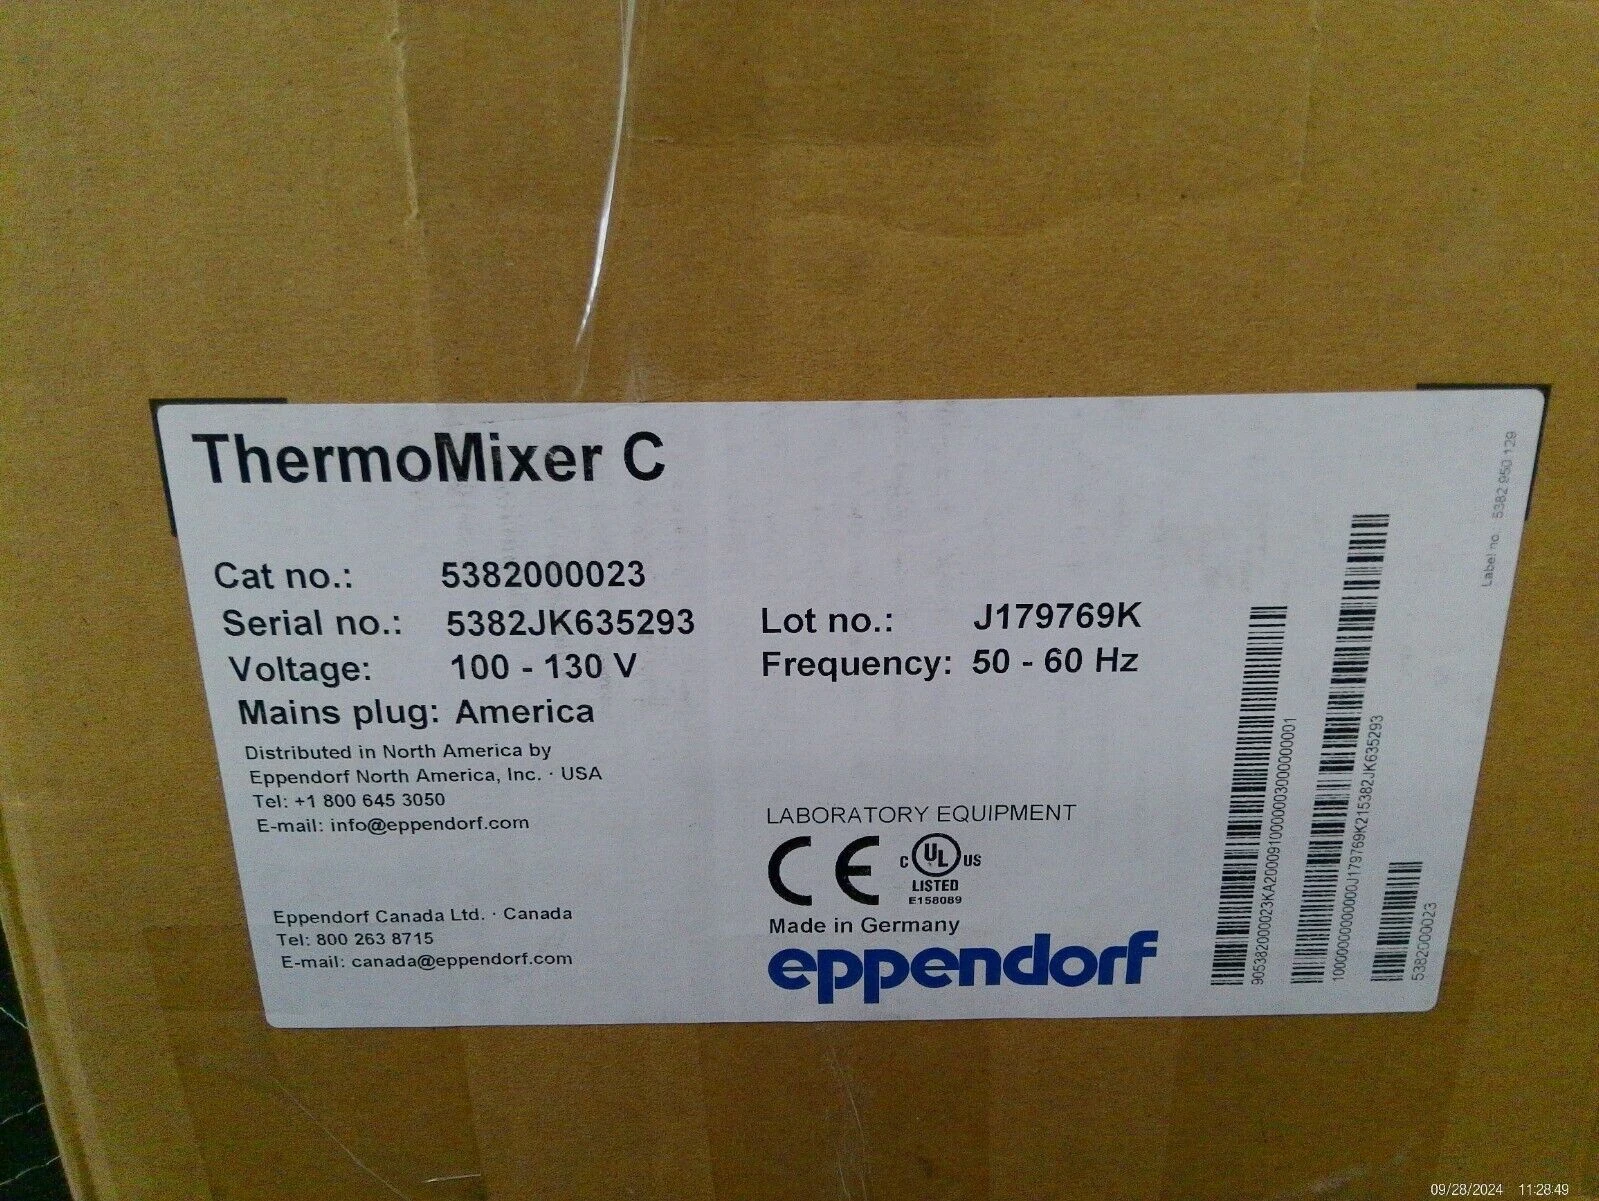 ThermoMixer C
Cat no.: 5382000023
Serial no.: 5382JK635293 Lot no.: J179769K
Voltage: 100 - 130 V Frequency: 50 - 60 Hz
Mains plug: America
Distributed in North America by
Eppendorf North America, Inc. · USA
Tel: +1 800 645 3050
E-mail: info@eppendorf.com
Eppendorf Canada Ltd. · Canada
Tel: 800 263 8715
E-mail: canada@eppendorf.com
LABORATORY EQUIPMENT
CE
C UL US
LISTED
E158089
Made in Germany
eppendorf
9053820000023KA200091000000030000000001
10000000000000J179769K215382JK635293
5382000023
Label no.: 5382 950 129
09/28/2024 11:28:49